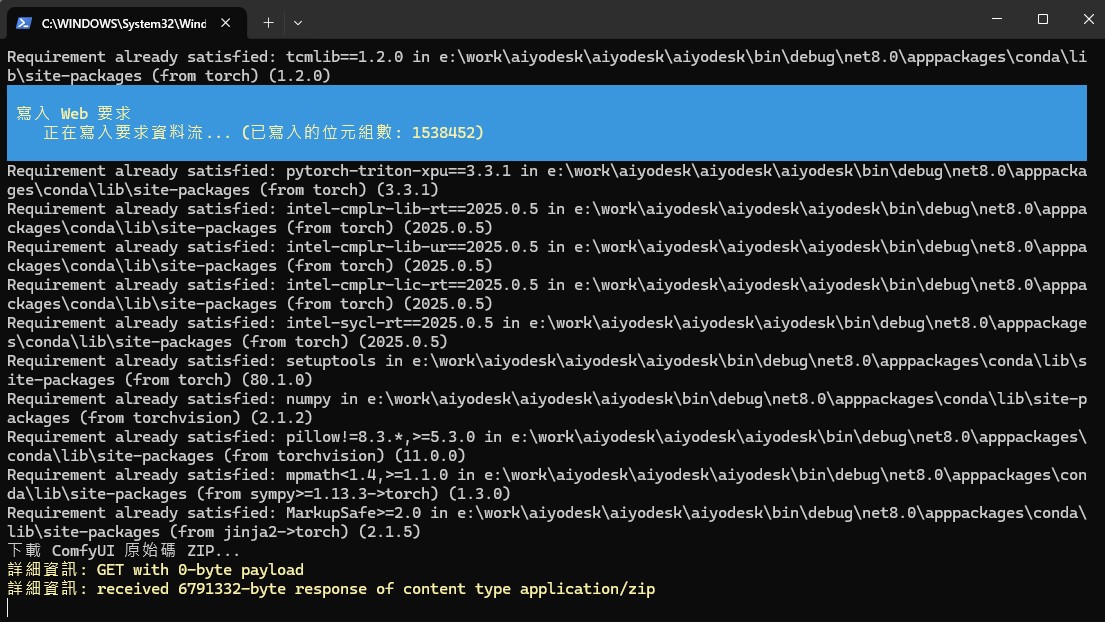 C:\WINDOWS\System32\Wind
Requirement already satisfied: tcmlib==1.2.0 in e:\work\aiyodesk\aiyodesk\aiyodesk\bin\debug\net8.0\apppackages\conda\li
b\site-packages (from torch) (1.2.0)
寫入 Web 要求
正在寫入要求資料流... (已寫入的位元組數: 1538452)
Requirement already satisfied: pytorch-triton-xpu==3.3.1 in e:\work\aiyodesk\aiyodesk\aiyodesk\bin\debug\net8.0\apppacka
ges\conda\lib\site-packages (from torch) (3.3.1)
Requirement already satisfied: intel-cmplr-lib-rt==2025.0.5 in e:\work\aiyodesk\aiyodesk\aiyodesk\bin\debug\net8.0\apppa
ckages\conda\lib\site-packages (from torch) (2025.0.5)
Requirement already satisfied: intel-cmplr-lib-ur==2025.0.5 in e:\work\aiyodesk\aiyodesk\aiyodesk\bin\debug\net8.0\apppa
ckages\conda\lib\site-packages (from torch) (2025.0.5)
Requirement already satisfied: intel-cmplr-lic-rt==2025.0.5 in e:\work\aiyodesk\aiyodesk\aiyodesk\bin\debug\net8.0\apppa
ckages\conda\lib\site-packages (from torch) (2025.0.5)
Requirement already satisfied: intel-sycl-rt==2025.0.5 in e:\work\aiyodesk\aiyodesk\aiyodesk\bin\debug\net8.0\apppackage
s\conda\lib\site-packages (from torch) (2025.0.5)
Requirement already satisfied: setuptools in e:\work\aiyodesk\aiyodesk\aiyodesk\bin\debug\net8.0\apppackages\conda\lib\s
ite-packages (from torch) (80.1.0)
Requirement already satisfied: numpy in e:\work\aiyodesk\aiyodesk\aiyodesk\bin\debug\net8.0\apppackages\conda\lib\site-p
ackages (from torchvision) (2.1.2)
Requirement already satisfied: pillow!=8.3.*,>=5.3.0 in e:\work\aiyodesk\aiyodesk\aiyodesk\bin\debug\net8.0\apppackages\
conda\lib\site-packages (from torchvision) (11.0.0)
Requirement already satisfied: mpmath<1.4,>=1.1.0 in e:\work\aiyodesk\aiyodesk\aiyodesk\bin\debug\net8.0\apppackages\con
da\lib\site-packages (from sympy>=1.13.3->torch) (1.3.0)
Requirement already satisfied: MarkupSafe>=2.0 in e:\work\aiyodesk\aiyodesk\aiyodesk\bin\debug\net8.0\apppackages\conda\
lib\site-packages (from jinja2->torch) (2.1.5)
下載 ComfyUI 原始碼 ZIP...
詳細資訊: GET with 0-byte payload
詳細資訊: received 6791332-byte response of content type application/zip